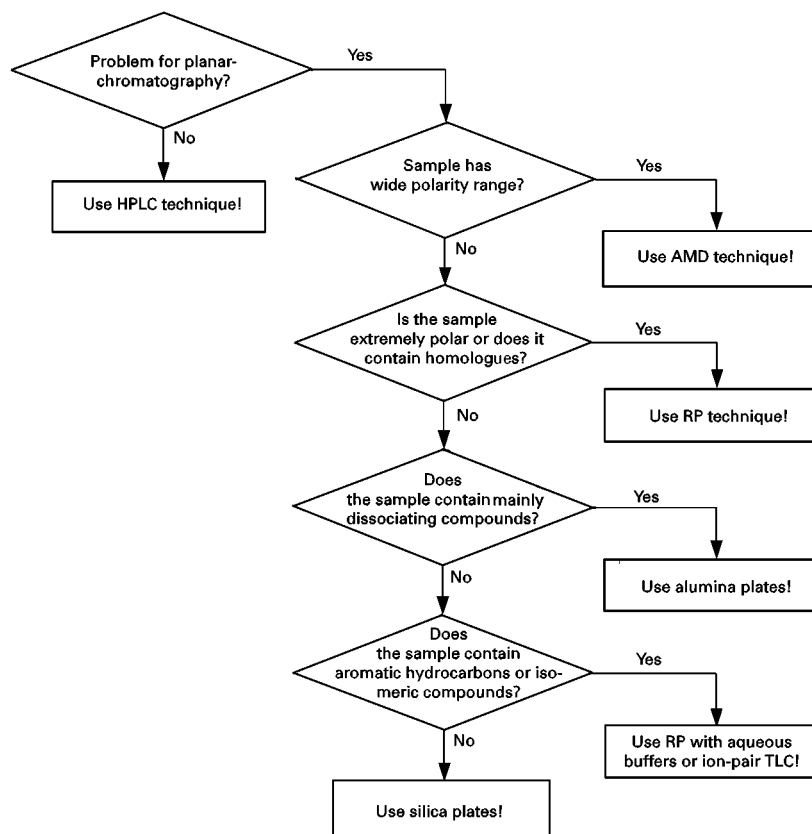 Problem for planar-
chromatography?
Yes
No
Use HPLC technique!
Sample has
wide polarity range?
Yes
No
Use AMD technique!
Is the sample
extremely polar or does it
contain homologues?
Yes
No
Use RP technique!
Does
the sample contain mainly
dissociating compounds?
Yes
No
Use alumina plates!
Does
the sample contain
aromatic hydrocarbons or iso-
meric compounds?
Yes
No
Use RP with aqueous
buffers or ion-pair TLC!
Use silica plates!